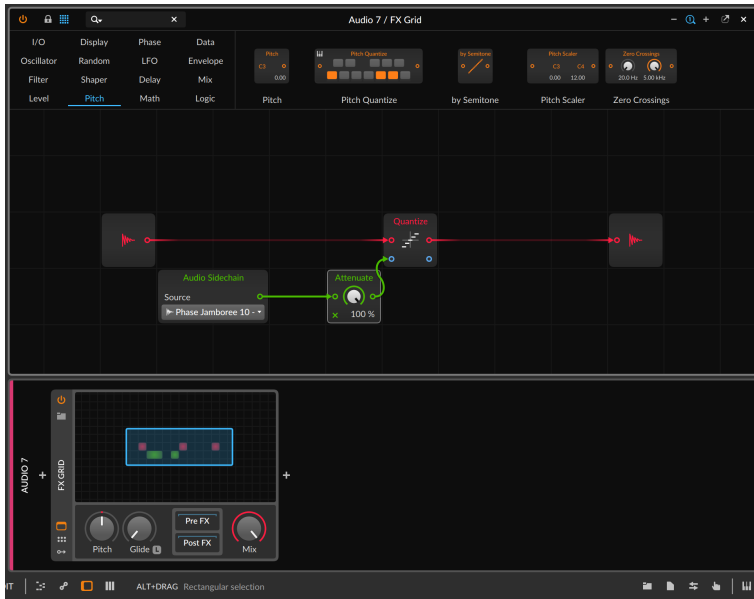 Audio 7 / FX Grid
I/O Display Phase Data
Oscillator Random LFO Envelope
Filter Shaper Delay Mix
Level Pitch Math Logic
Pitch
C3
0.00
Pitch
Pitch Quantize
Pitch Quantize
by Semitone
by Semitone
Pitch Scaler
C3 C4
0.00 12.00
Pitch Scaler
Zero Crossings
20.0 Hz 5.00 kHz
Zero Crossings
Quantize
Audio Sidechain
Source
Phase Jamboree 10 -
Attenuate
100 %
AUDIO 7
FX GRID
Pre FX
Post FX
Pitch Glide L Mix
ALT+DRAG Rectangular selection